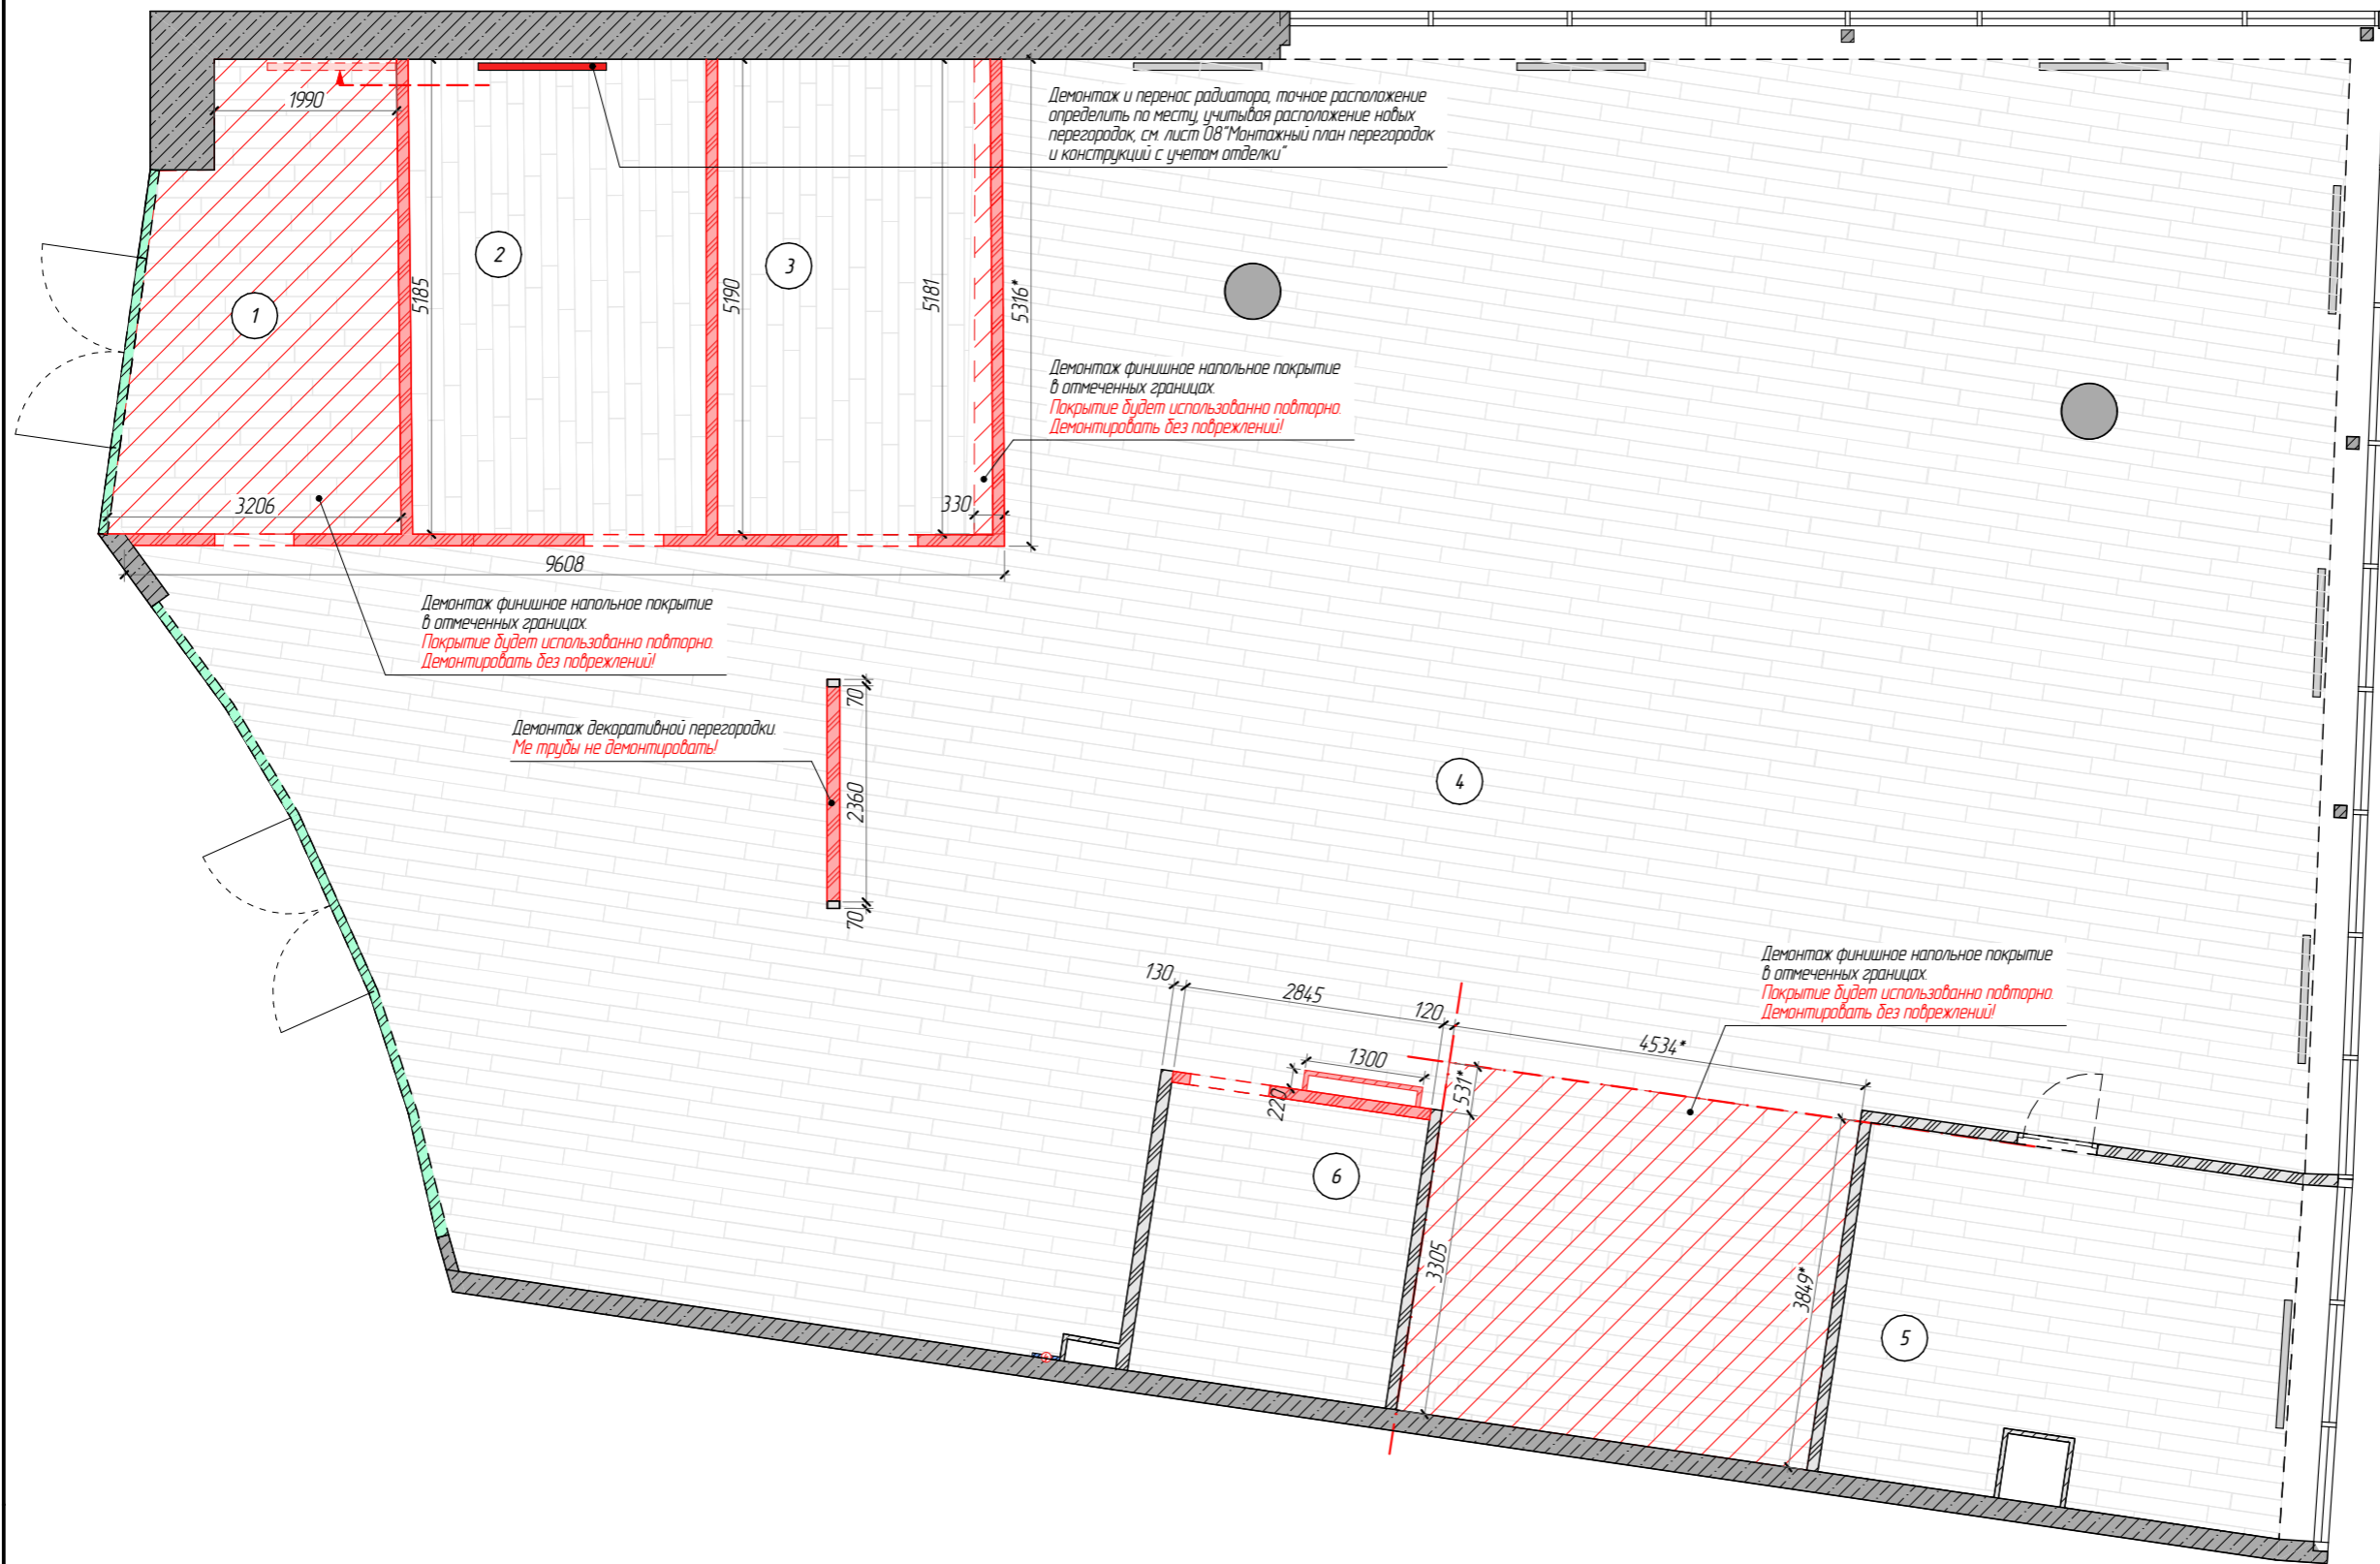 1990
Демонтаж и перенос радиатора, точное расположение
определить по месту, учитывая расположение новых
перегородок, см. лист 08"Монтажный план перегородок
и конструкций с учетом отделки"
1
2
3
5185
5190
5181
5316*
Демонтаж финишное напольное покрытие
в отмеченных границах.
Покрытие будет использованно повторно.
Демонтировать без повреждлений!
3206
330
9608
Демонтаж финишное напольное покрытие
в отмеченных границах.
Покрытие будет использованно повторно.
Демонтировать без повреждлений!
70
Демонтаж декоративной перегородки.
Ме трубы не демонтировать!
2360
70
4
Демонтаж финишное напольное покрытие
в отмеченных границах.
Покрытие будет использованно повторно.
Демонтировать без повреждлений!
130
2845
120
4534*
1300
220
531*
6
3305
3849*
5